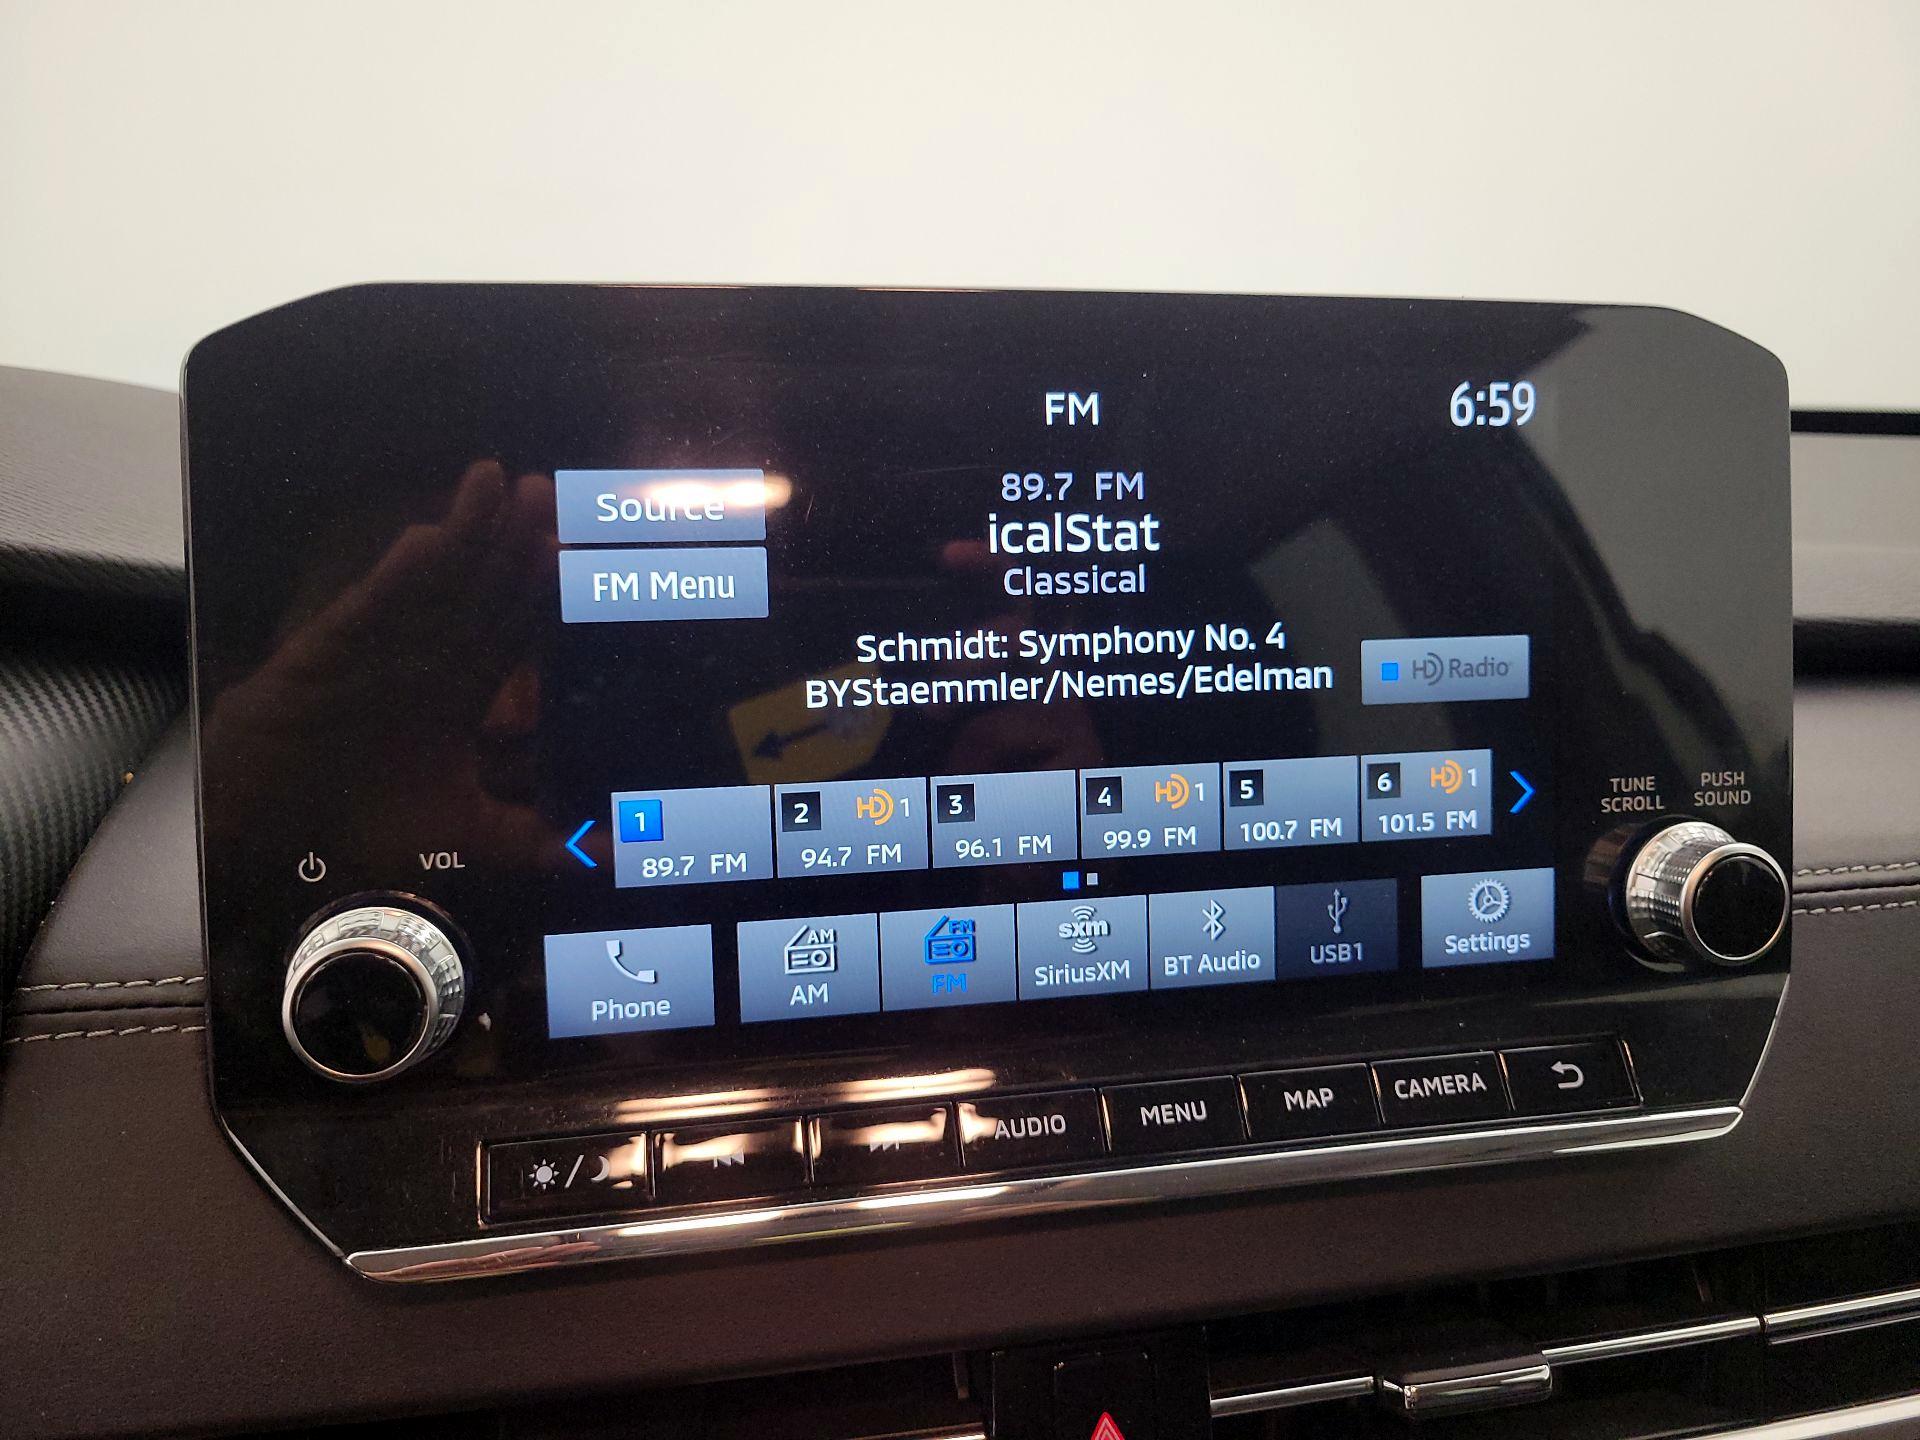 FM
6:59
Source
FM Menu
89.7 FM
icalStat
Classical
Schmidt: Symphony No. 4
BYStaemmler/Nemes/Edelman
HD Radio
1
89.7 FM
2 HD 1
94.7 FM
3
96.1 FM
4 HD 1
99.9 FM
5
100.7 FM
6 HD 1
101.5 FM
VOL
TUNE
SCROLL
PUSH
SOUND
Phone
AM
AM
FM
FM
sxm
SiriusXM
BT Audio
USB1
Settings
AUDIO
MENU
MAP
CAMERA